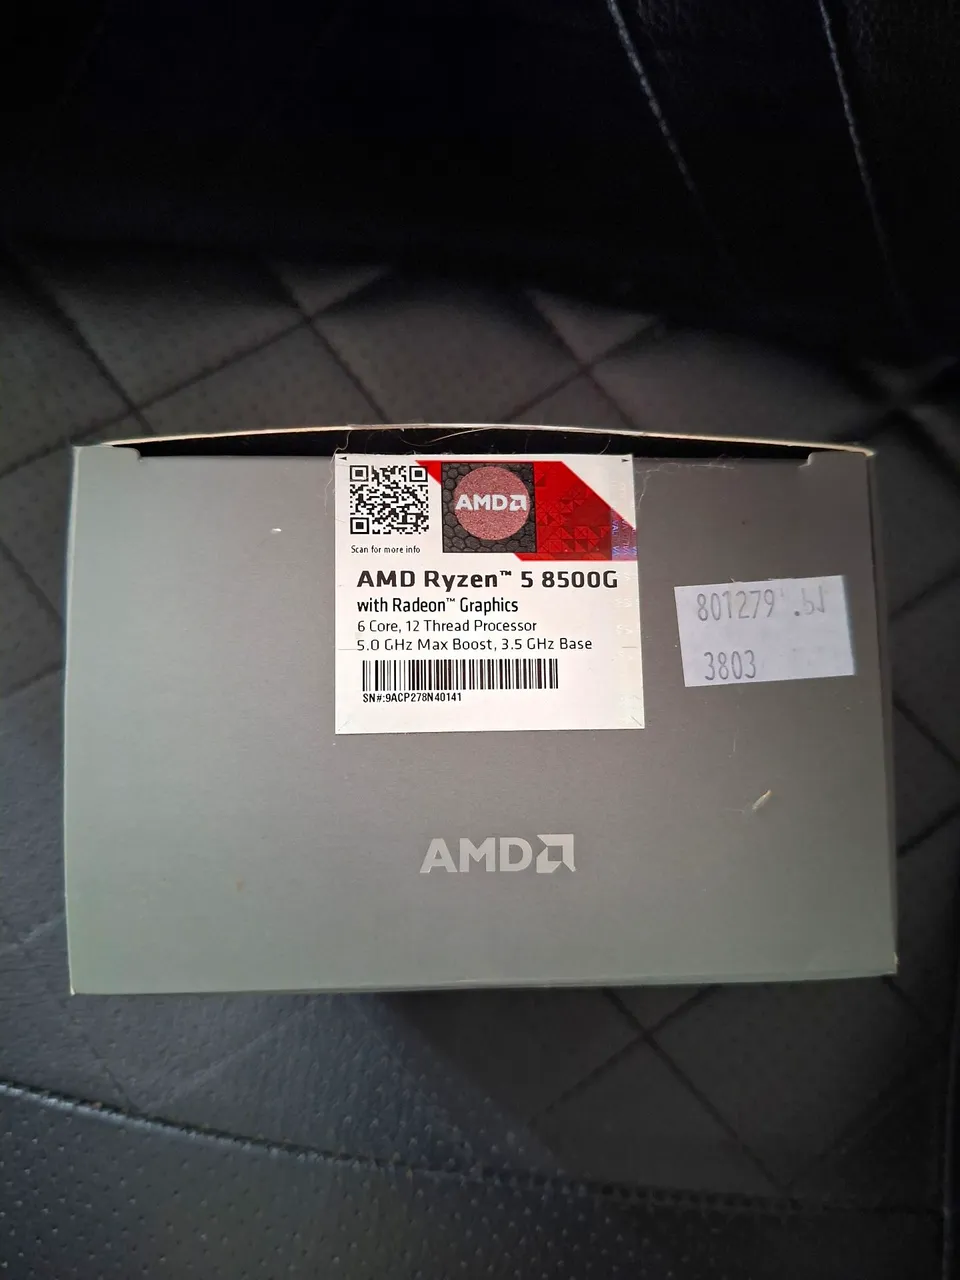 AMD
Scan for more info
AMD Ryzen™ 5 8500G
with Radeon™ Graphics
6 Core, 12 Thread Processor
5.0 GHz Max Boost, 3.5 GHz Base
SN#:9ACP278N40141
801279
3803
AMD